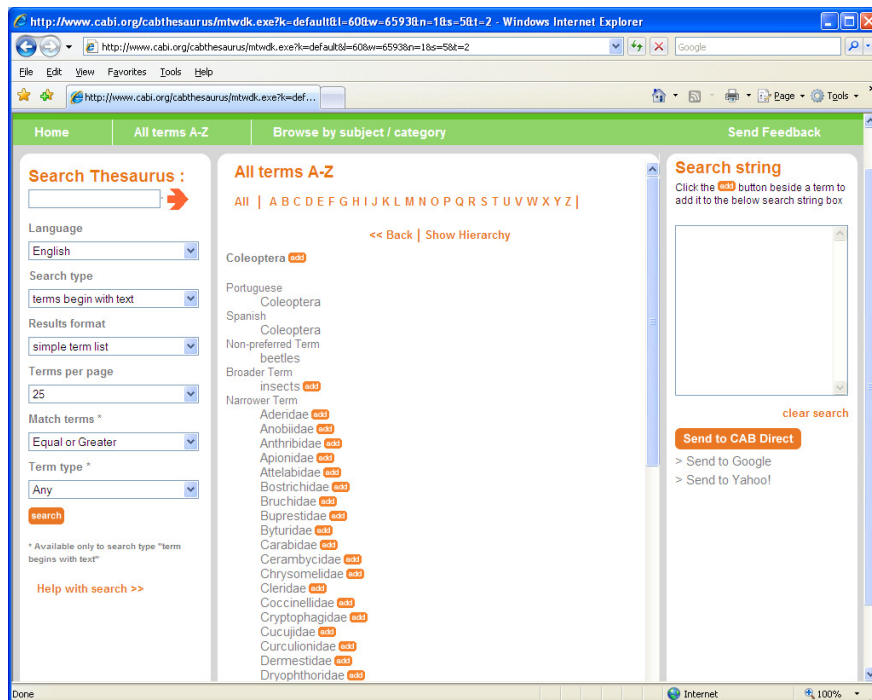 http://www.cabi.org/cabthesaurus/mtwdk.exe?k=default&l=60&w=6593&n=1&s=5&t=2 - Windows Internet Explorer
http://www.cabi.org/cabthesaurus/mtwdk.exe?k=default&l=60&w=6593&n=1&s=5&t=2
Google
File Edit View Favorites Tools Help
http://www.cabi.org/cabthesaurus/mtwdk.exe?k=def...
Page Tools
Home All terms A-Z Browse by subject / category Send Feedback
Search Thesaurus :
Language
English
Search type
terms begin with text
Results format
simple term list
Terms per page
25
Match terms *
Equal or Greater
Term type *
Any
search
* Available only to search type "term
begins with text"
Help with search >>
All terms A-Z
All | A B C D E F G H I J K L M N O P Q R S T U V W X Y Z |
<< Back | Show Hierarchy
Coleoptera add
Portuguese
Coleoptera
Spanish
Coleoptera
Non-preferred Term
beetles
Broader Term
insects add
Narrower Term
Aderidae add
Anobiidae add
Anthribidae add
Apionidae add
Attelabidae add
Bostrichidae add
Bruchidae add
Buprestidae add
Byturidae add
Carabidae add
Cerambycidae add
Chrysomelidae add
Cleridae add
Coccinellidae add
Cryptophagidae add
Cucujidae add
Curculionidae add
Dermestidae add
Dryophthoridae add
Search string
Click the add button beside a term to
add it to the below search string box
clear search
Send to CAB Direct
> Send to Google
> Send to Yahoo!
Done Internet 100%